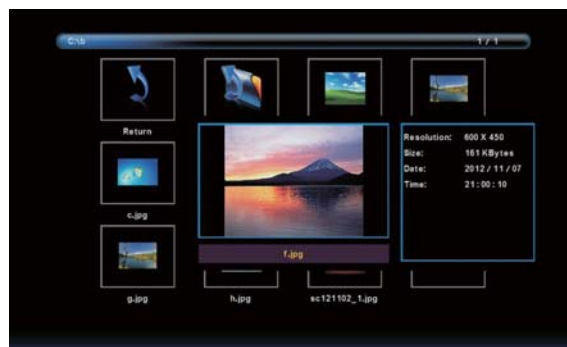 C:\b 1 / 1
Return
Resolution: 600 X 450
Size: 161 KBytes
Date: 2012 / 11 / 07
Time: 21 : 00 : 10
c.jpg
f.jpg
g.jpg h.jpg sc121102_1.jpg